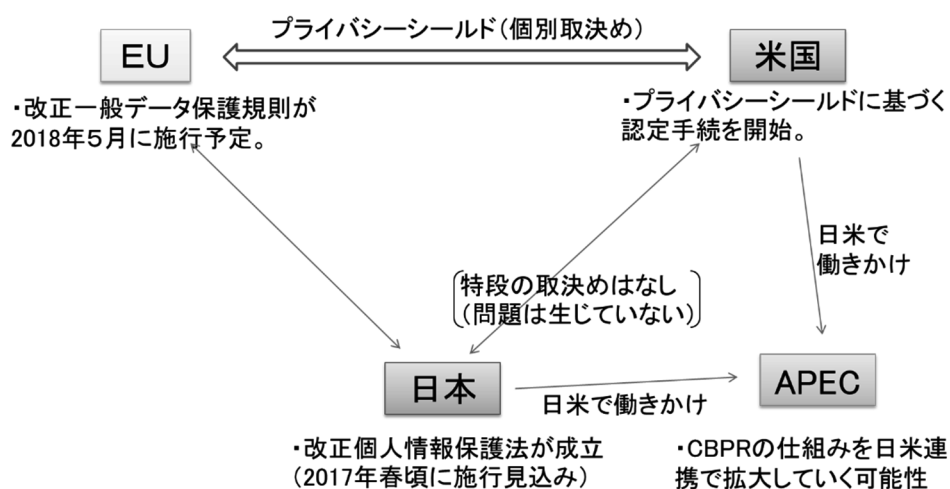 プライバシーシールド(個別取決め)
EU
米国
・改正一般データ保護規則が
2018年5月に施行予定。
・プライバシーシールドに基づく
認定手続を開始。
日米で
働きかけ
特段の取決めはなし
(問題は生じていない)
日本
APEC
日米で働きかけ
・改正個人情報保護法が成立
(2017年春頃に施行見込み)
・CBPRの仕組みを日米連
携で拡大していく可能性